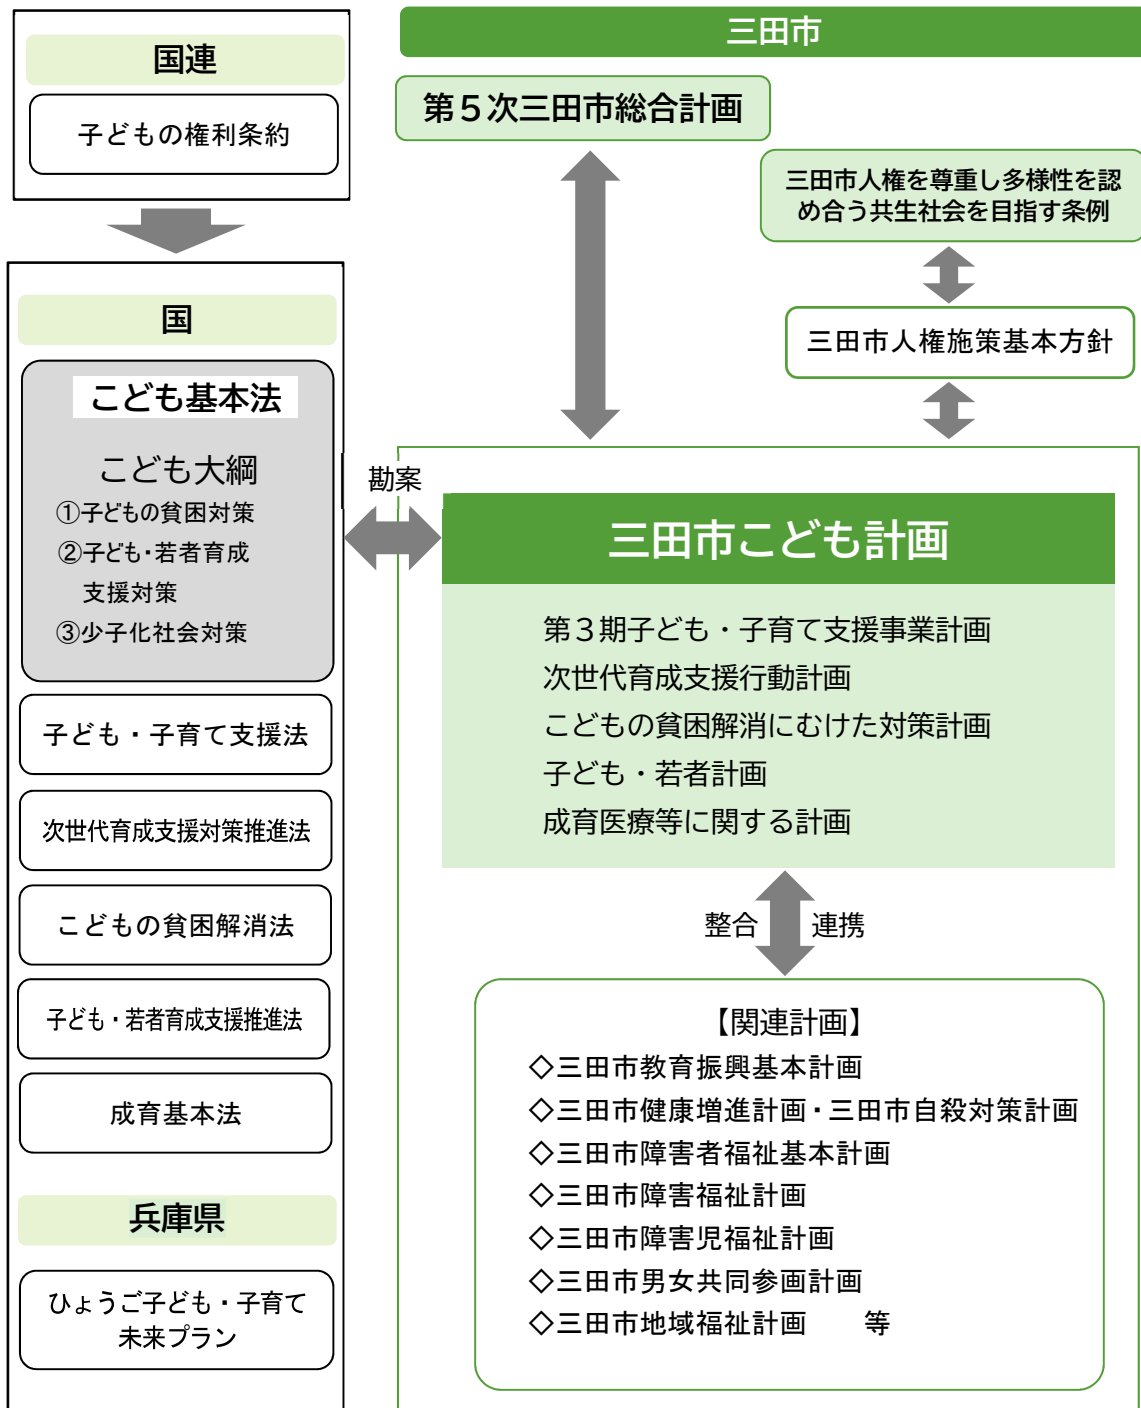 国連
子どもの権利条約
国
こども基本法
こども大綱
①子どもの貧困対策
②子ども・若者育成
支援対策
③少子化社会対策
子ども・子育て支援法
次世代育成支援対策推進法
こどもの貧困解消法
子ども・若者育成支援推進法
成育基本法
兵庫県
ひょうご子ども・子育て
未来プラン
三田市
第５次三田市総合計画
三田市人権を尊重し多様性を認
め合う共生社会を目指す条例
三田市人権施策基本方針
勘案
三田市こども計画
第３期子ども・子育て支援事業計画
次世代育成支援行動計画
こどもの貧困解消にむけた対策計画
子ども・若者計画
成育医療等に関する計画
整合 連携
【関連計画】
◇三田市教育振興基本計画
◇三田市健康増進計画・三田市自殺対策計画
◇三田市障害者福祉基本計画
◇三田市障害福祉計画
◇三田市障害児福祉計画
◇三田市男女共同参画計画
◇三田市地域福祉計画　　等